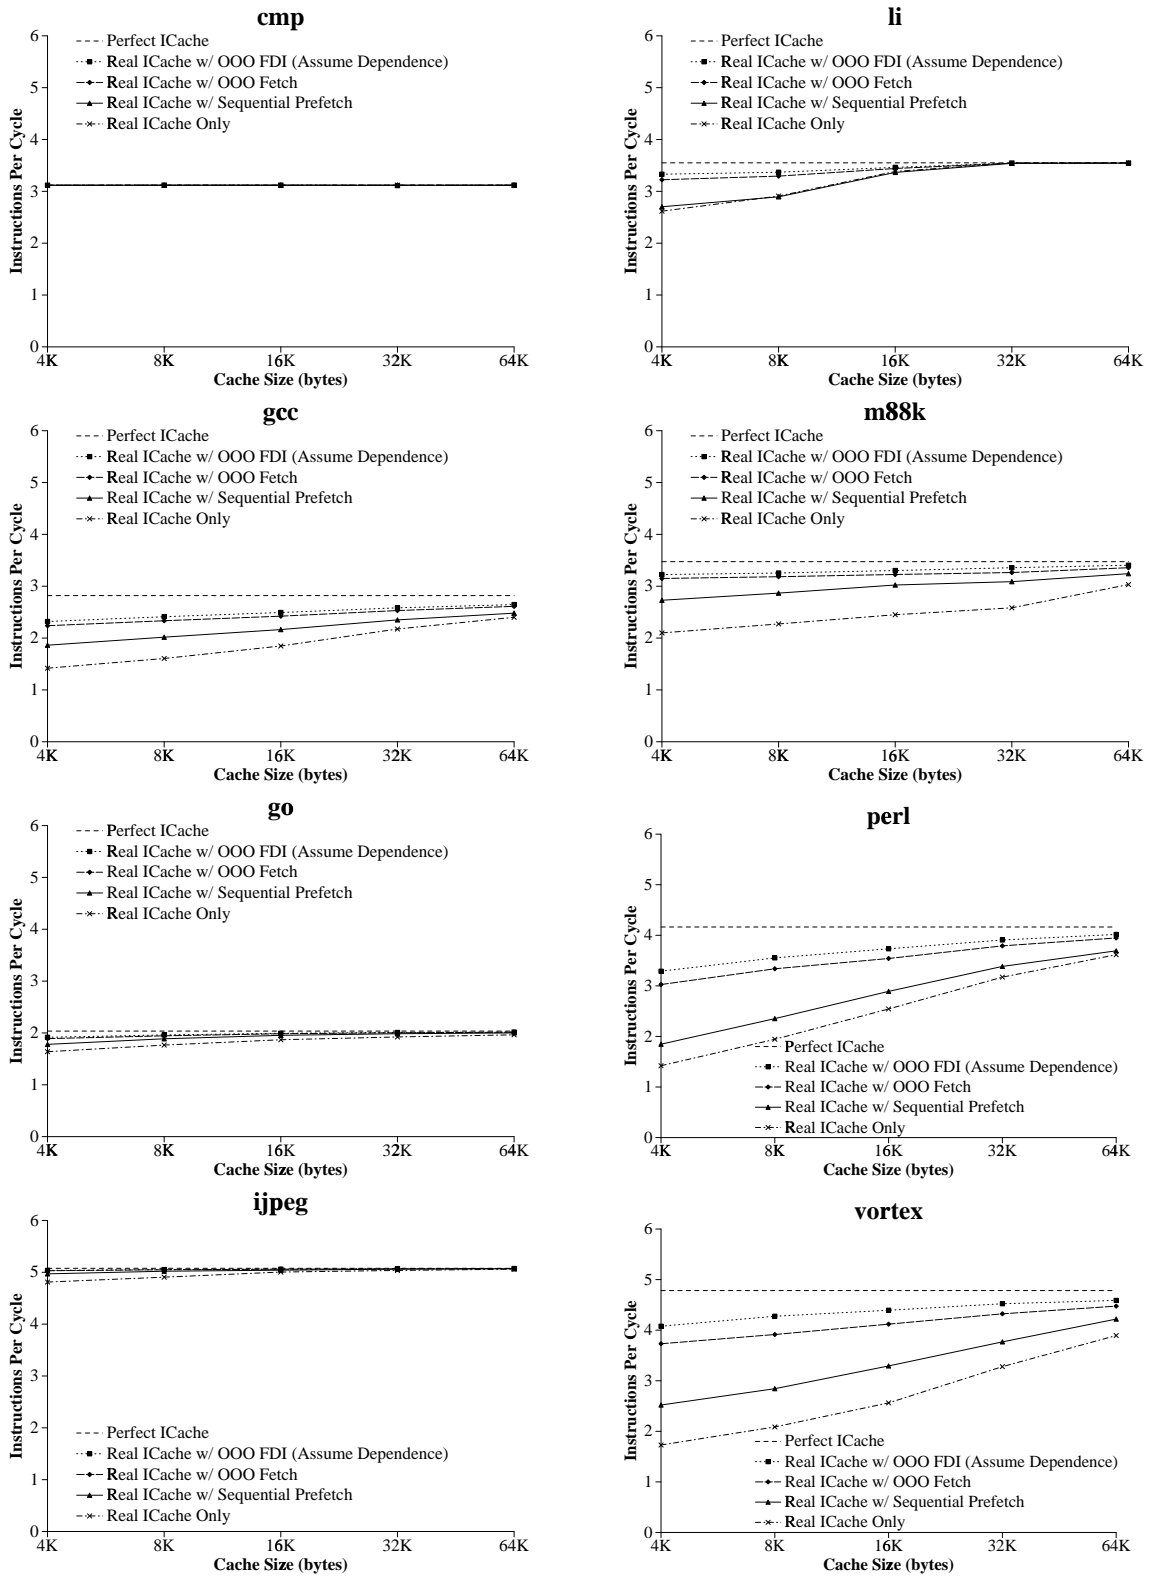 cmp
6
5
4
3
2
1
0
Instructions Per Cycle
Perfect ICache
Real ICache w/ OOO FDI (Assume Dependence)
Real ICache w/ OOO Fetch
Real ICache w/ Sequential Prefetch
Real ICache Only
4K 8K 16K 32K 64K
Cache Size (bytes)
li
6
5
4
3
2
1
0
Instructions Per Cycle
Perfect ICache
Real ICache w/ OOO FDI (Assume Dependence)
Real ICache w/ OOO Fetch
Real ICache w/ Sequential Prefetch
Real ICache Only
4K 8K 16K 32K 64K
Cache Size (bytes)
gcc
6
5
4
3
2
1
0
Instructions Per Cycle
Perfect ICache
Real ICache w/ OOO FDI (Assume Dependence)
Real ICache w/ OOO Fetch
Real ICache w/ Sequential Prefetch
Real ICache Only
4K 8K 16K 32K 64K
Cache Size (bytes)
m88k
6
5
4
3
2
1
0
Instructions Per Cycle
Perfect ICache
Real ICache w/ OOO FDI (Assume Dependence)
Real ICache w/ OOO Fetch
Real ICache w/ Sequential Prefetch
Real ICache Only
4K 8K 16K 32K 64K
Cache Size (bytes)
go
6
5
4
3
2
1
0
Instructions Per Cycle
Perfect ICache
Real ICache w/ OOO FDI (Assume Dependence)
Real ICache w/ OOO Fetch
Real ICache w/ Sequential Prefetch
Real ICache Only
4K 8K 16K 32K 64K
Cache Size (bytes)
perl
6
5
4
3
2
1
0
Instructions Per Cycle
Perfect ICache
Real ICache w/ OOO FDI (Assume Dependence)
Real ICache w/ OOO Fetch
Real ICache w/ Sequential Prefetch
Real ICache Only
4K 8K 16K 32K 64K
Cache Size (bytes)
ijpeg
6
5
4
3
2
1
0
Instructions Per Cycle
Perfect ICache
Real ICache w/ OOO FDI (Assume Dependence)
Real ICache w/ OOO Fetch
Real ICache w/ Sequential Prefetch
Real ICache Only
4K 8K 16K 32K 64K
Cache Size (bytes)
vortex
6
5
4
3
2
1
0
Instructions Per Cycle
Perfect ICache
Real ICache w/ OOO FDI (Assume Dependence)
Real ICache w/ OOO Fetch
Real ICache w/ Sequential Prefetch
Real ICache Only
4K 8K 16K 32K 64K
Cache Size (bytes)